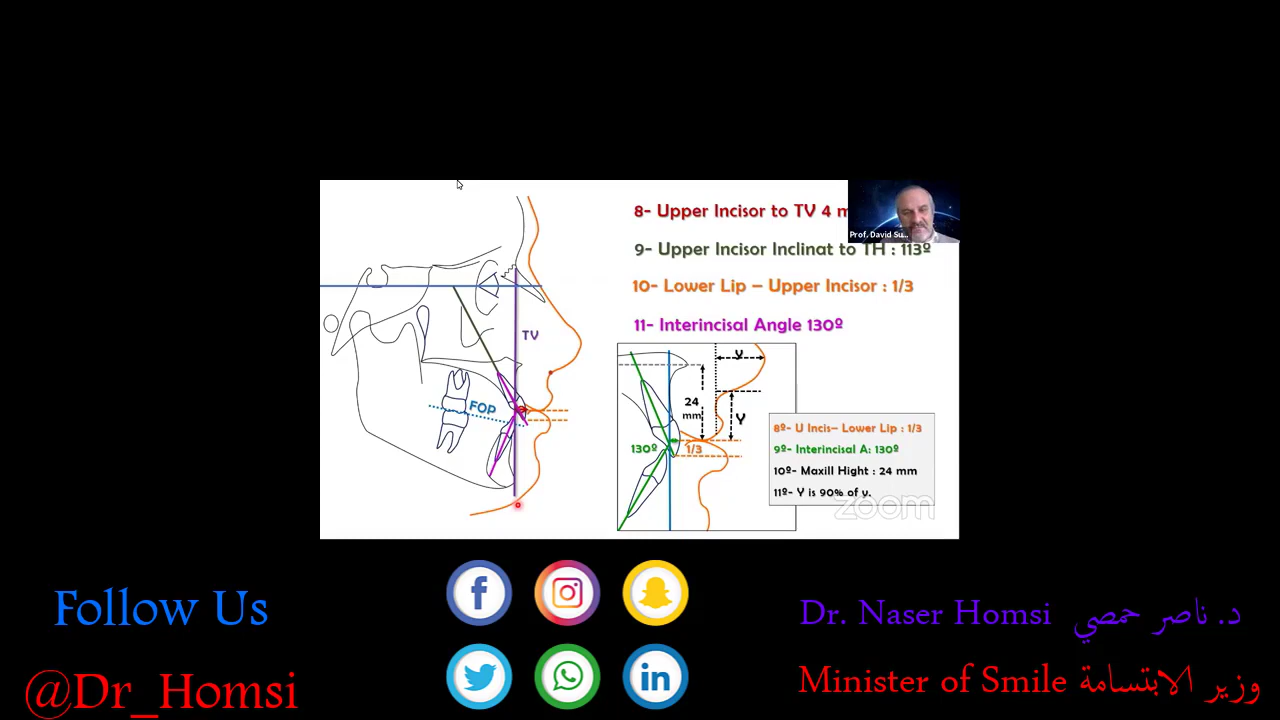 8- Upper Incisor to TV 4
Prof. David Su...
9- Upper Incisor Inclinat to TH : 113º
10- Lower Lip – Upper Incisor : 1/3
11- Interincisal Angle 130º
TV
FOP
y
24
mm
Y
130º
1/3
8º- U Incis– Lower Lip : 1/3
9º- Interincisal A: 130º
10º- Maxill Hight : 24 mm
11º- Y is 90% of y.
zoom
Follow Us
@Dr_Homsi
f
in
Dr. Naser Homsi د. ناصر حمصي
Minister of Smile وزير الابتسامة